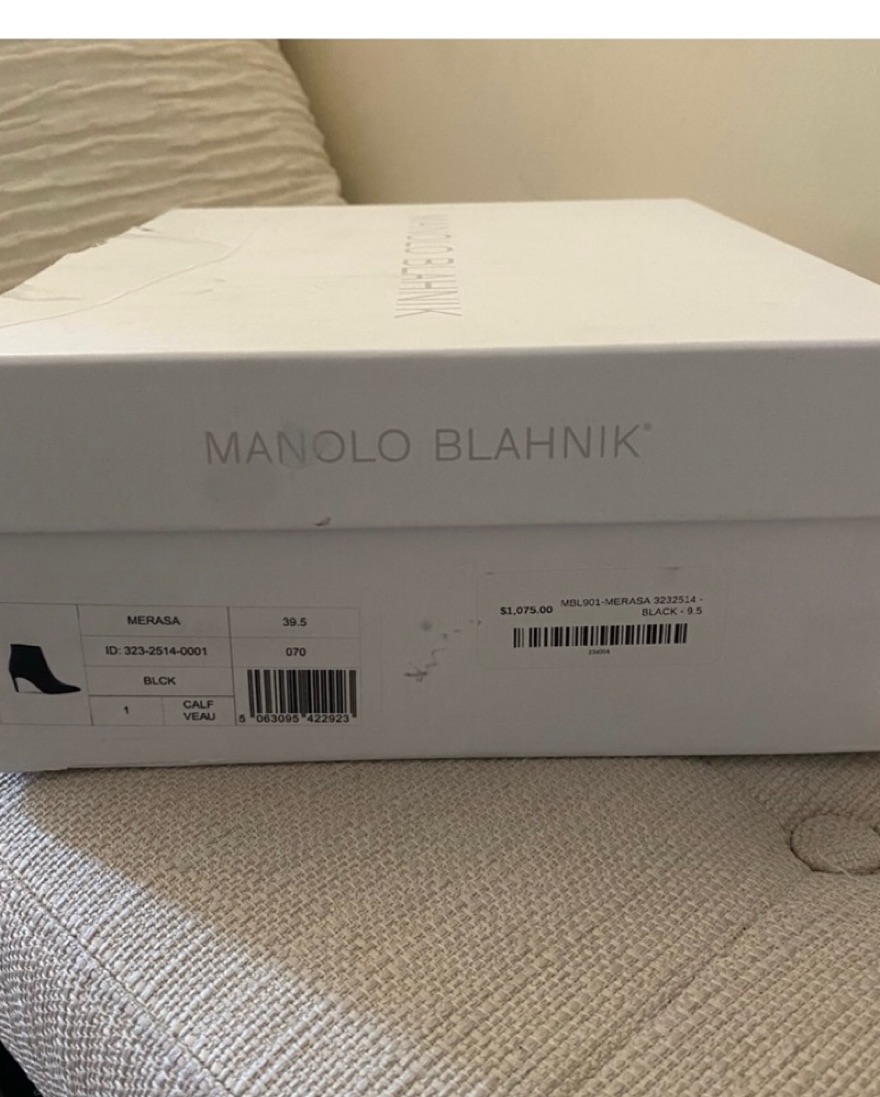 MANOLO BLAHNIK
MANOLO BLAHNIK®
MERASA 39.5
ID: 323-2514-0001 070
BLCK
1 CALF
VEAU
5 063095 422923
$1,075.00 MBL901-MERASA 3232514 -
BLACK - 9.5